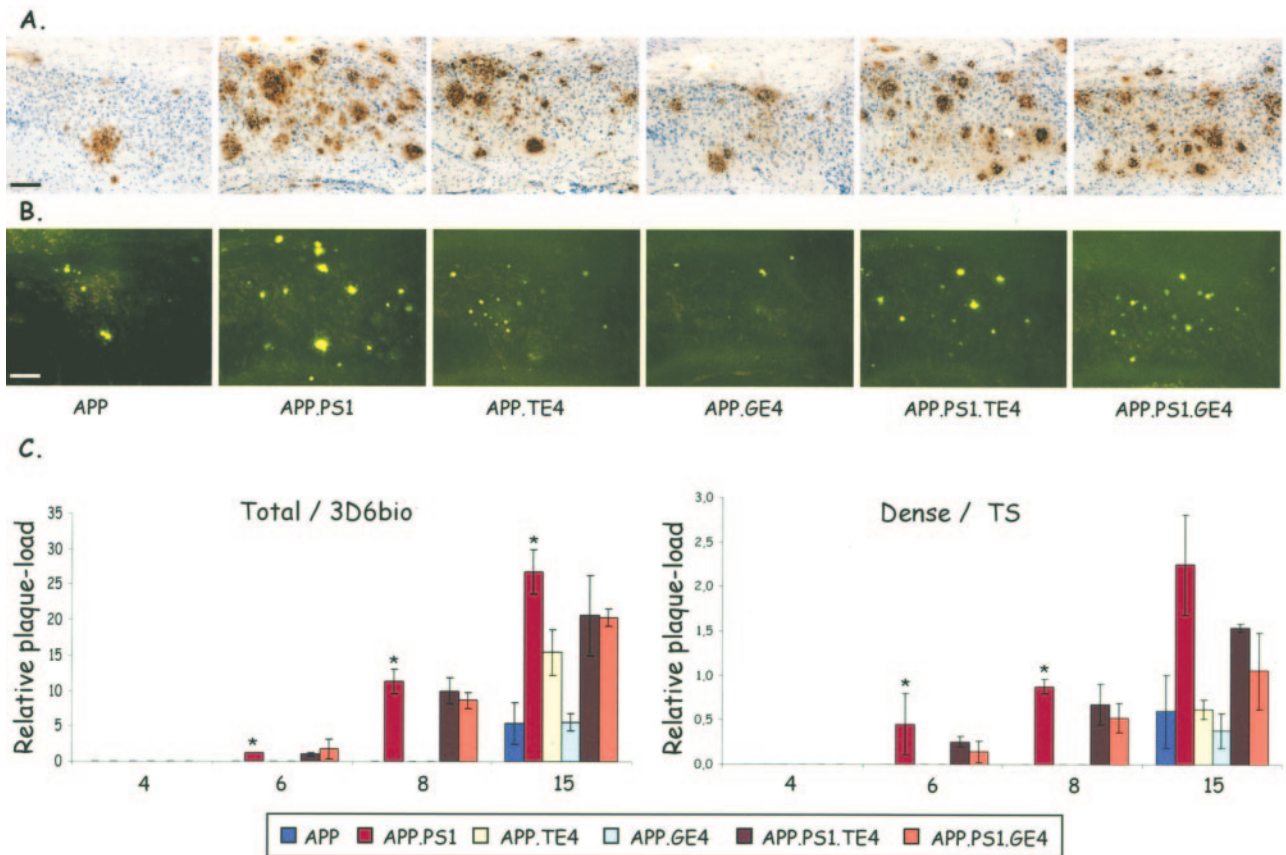 A.
B.
APP APP.PS1 APP.TE4 APP.GE4 APP.PS1.TE4 APP.PS1.GE4
C.
Total / 3D6bio
Relative plaque-load
35
30
25
20
15
10
5
0
4 6 8 15
* * *
Dense / TS
Relative plaque-load
3,0
2,5
2,0
1,5
1,0
0,5
0,0
4 6 8 15
* *
APP APP.PS1 APP.TE4 APP.GE4 APP.PS1.TE4 APP.PS1.GE4